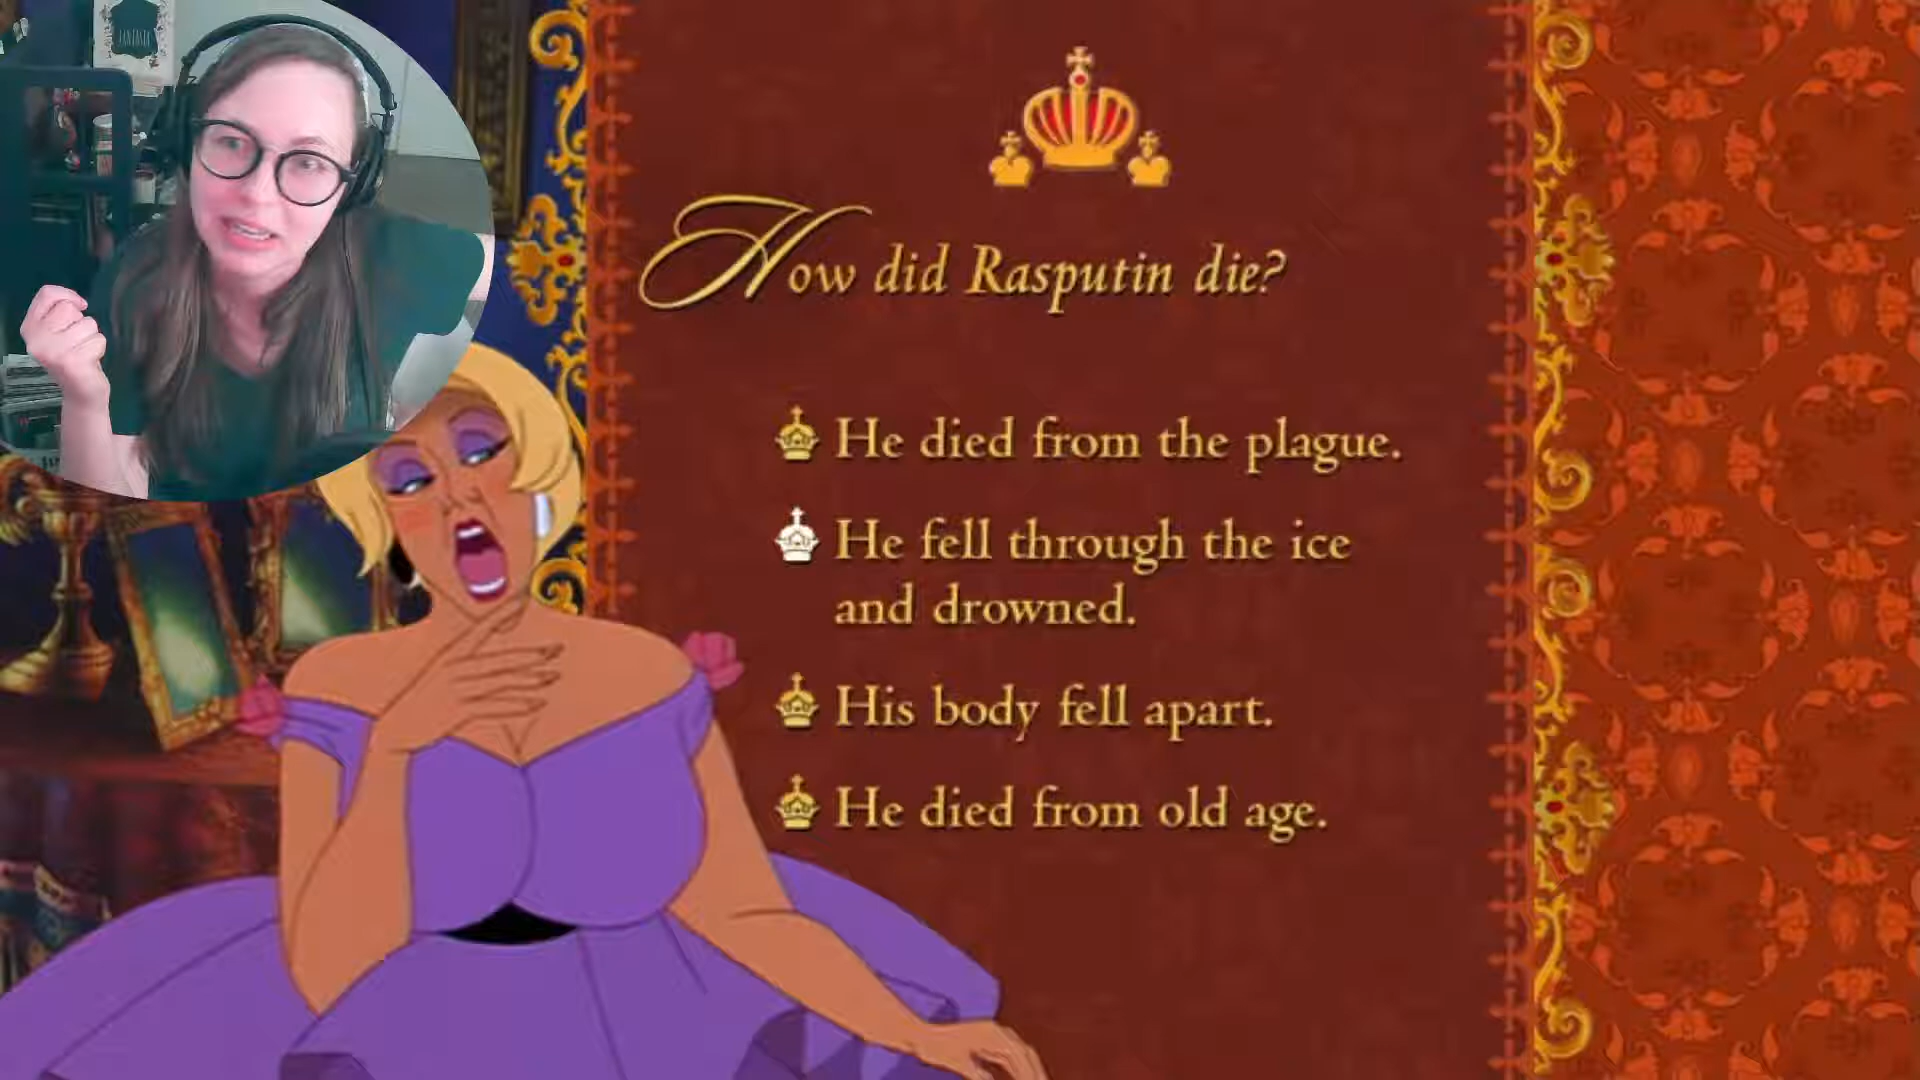 FANTASIA
How did Rasputin die?
He died from the plague.
He fell through the ice
and drowned.
His body fell apart.
He died from old age.